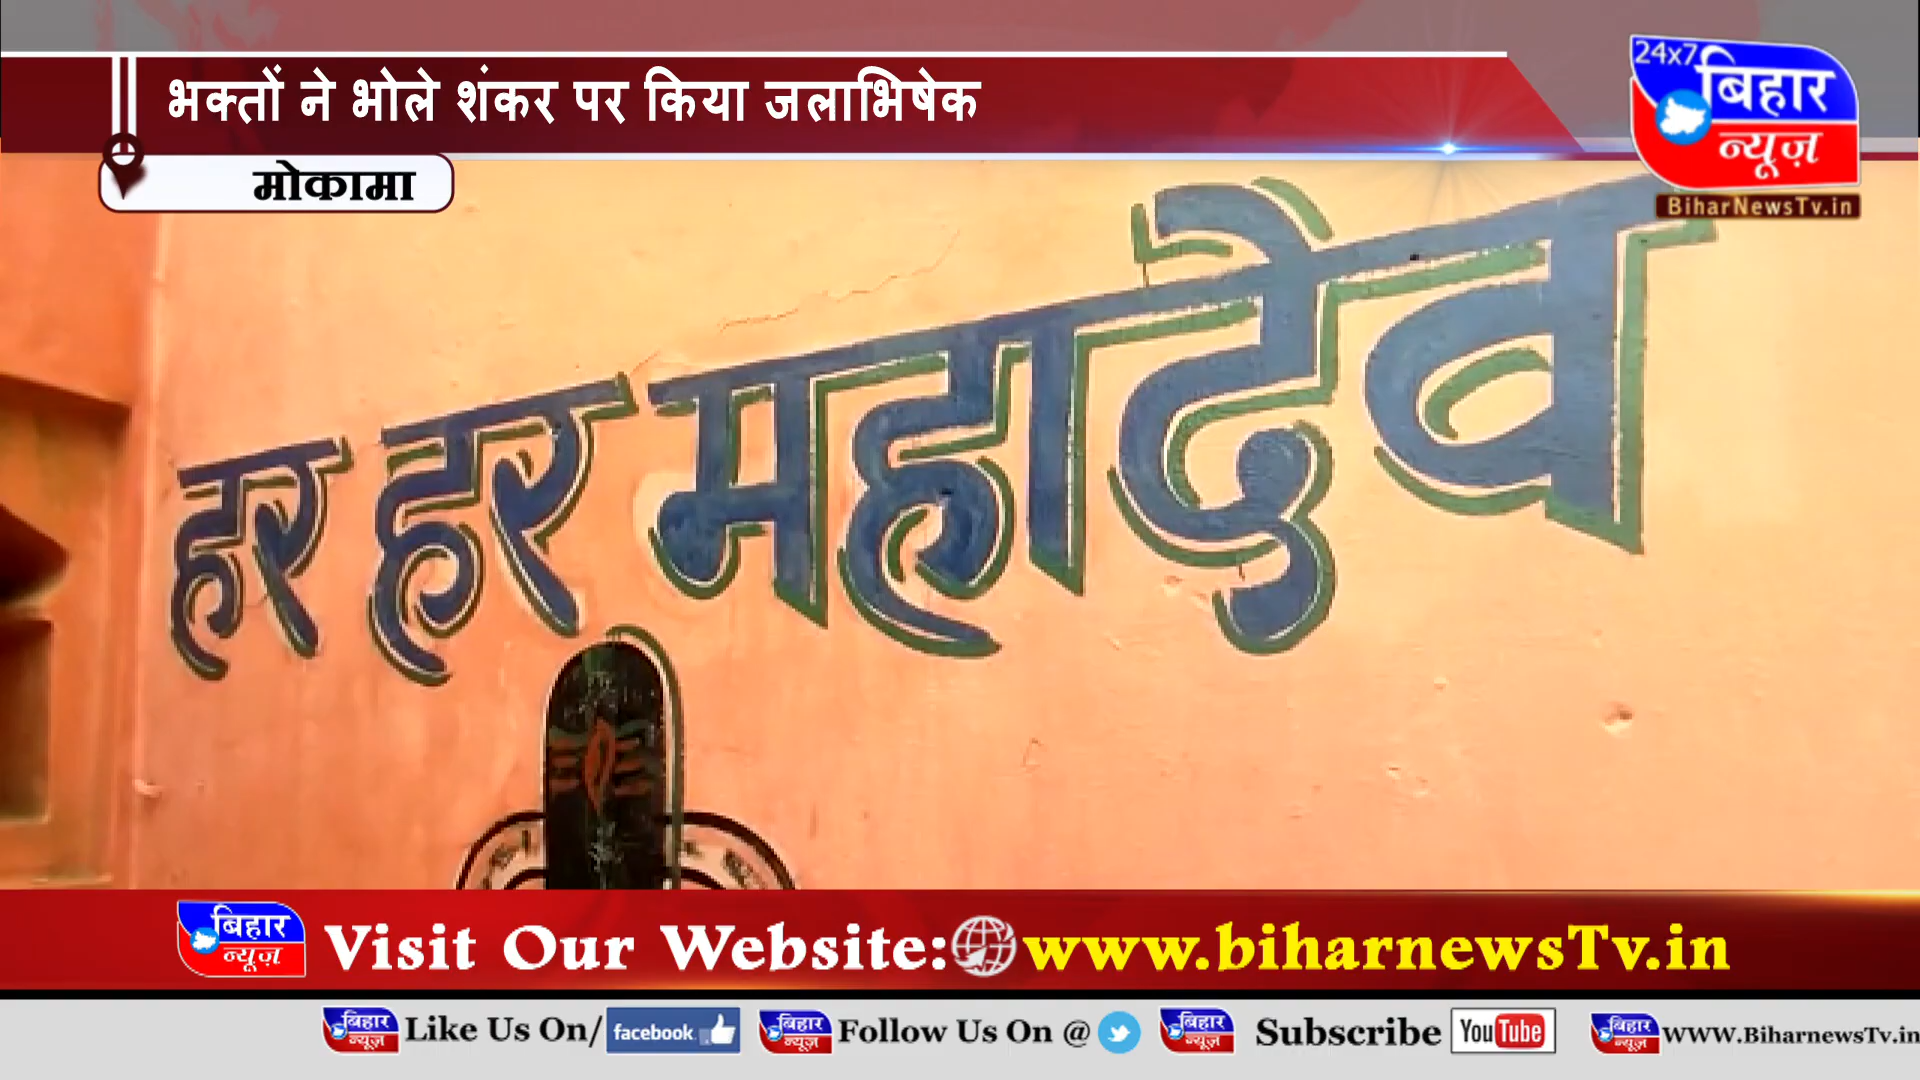 भक्तों ने भोले शंकर पर किया जलाभिषेक
24x7
बिहार
न्यूज़
BiharNewsTv.in
मोकामा
हर हर महादेव
बिहार
न्यूज़
Visit Our Website: www.biharnewsTv.in
बिहार
न्यूज़
Like Us On/ facebook
बिहार
न्यूज़
Follow Us On @
बिहार
न्यूज़
Subscribe YouTube
बिहार
न्यूज़
www.BiharnewsTv.in